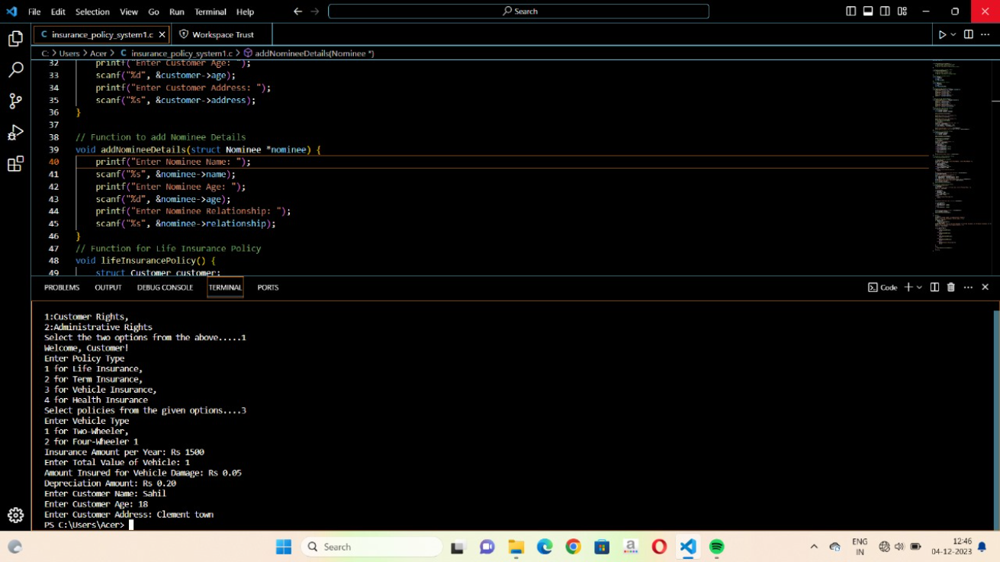 File Edit Selection View Go Run Terminal Help
Search
insurance_policy_system1.c
Workspace Trust
C: > Users > Acer > C insurance_policy_system1.c > addNomineeDetails(Nominee *)
32 printf("Enter Customer Age: ");
33 scanf("%d", &customer->age);
34 printf("Enter Customer Address: ");
35 scanf("%s", &customer->address);
36 }
37
38 // Function to add Nominee Details
39 void addNomineeDetails(struct Nominee *nominee) {
40 printf("Enter Nominee Name: ");
41 scanf("%s", &nominee->name);
42 printf("Enter Nominee Age: ");
43 scanf("%d", &nominee->age);
44 printf("Enter Nominee Relationship: ");
45 scanf("%s", &nominee->relationship);
46 }
47 // Function for Life Insurance Policy
48 void lifeInsurancePolicy() {
49 struct Customer customer;
PROBLEMS OUTPUT DEBUG CONSOLE TERMINAL PORTS
Code
1:Customer Rights,
2:Administrative Rights
Select the two options from the above.....1
Welcome, Customer!
Enter Policy Type
1 for Life Insurance,
2 for Term Insurance,
3 for Vehicle Insurance,
4 for Health Insurance
Select policies from the given options....3
Enter Vehicle Type
1 for Two-Wheeler,
2 for Four-Wheeler 1
Insurance Amount per Year: Rs 1500
Enter Total Value of Vehicle: 1
Amount Insured for Vehicle Damage: Rs 0.05
Depreciation Amount: Rs 0.20
Enter Customer Name: Sahil
Enter Customer Age: 18
Enter Customer Address: Clement town
PS C:\Users\Acer>
Search
ENG
IN
12:46
04-12-2023